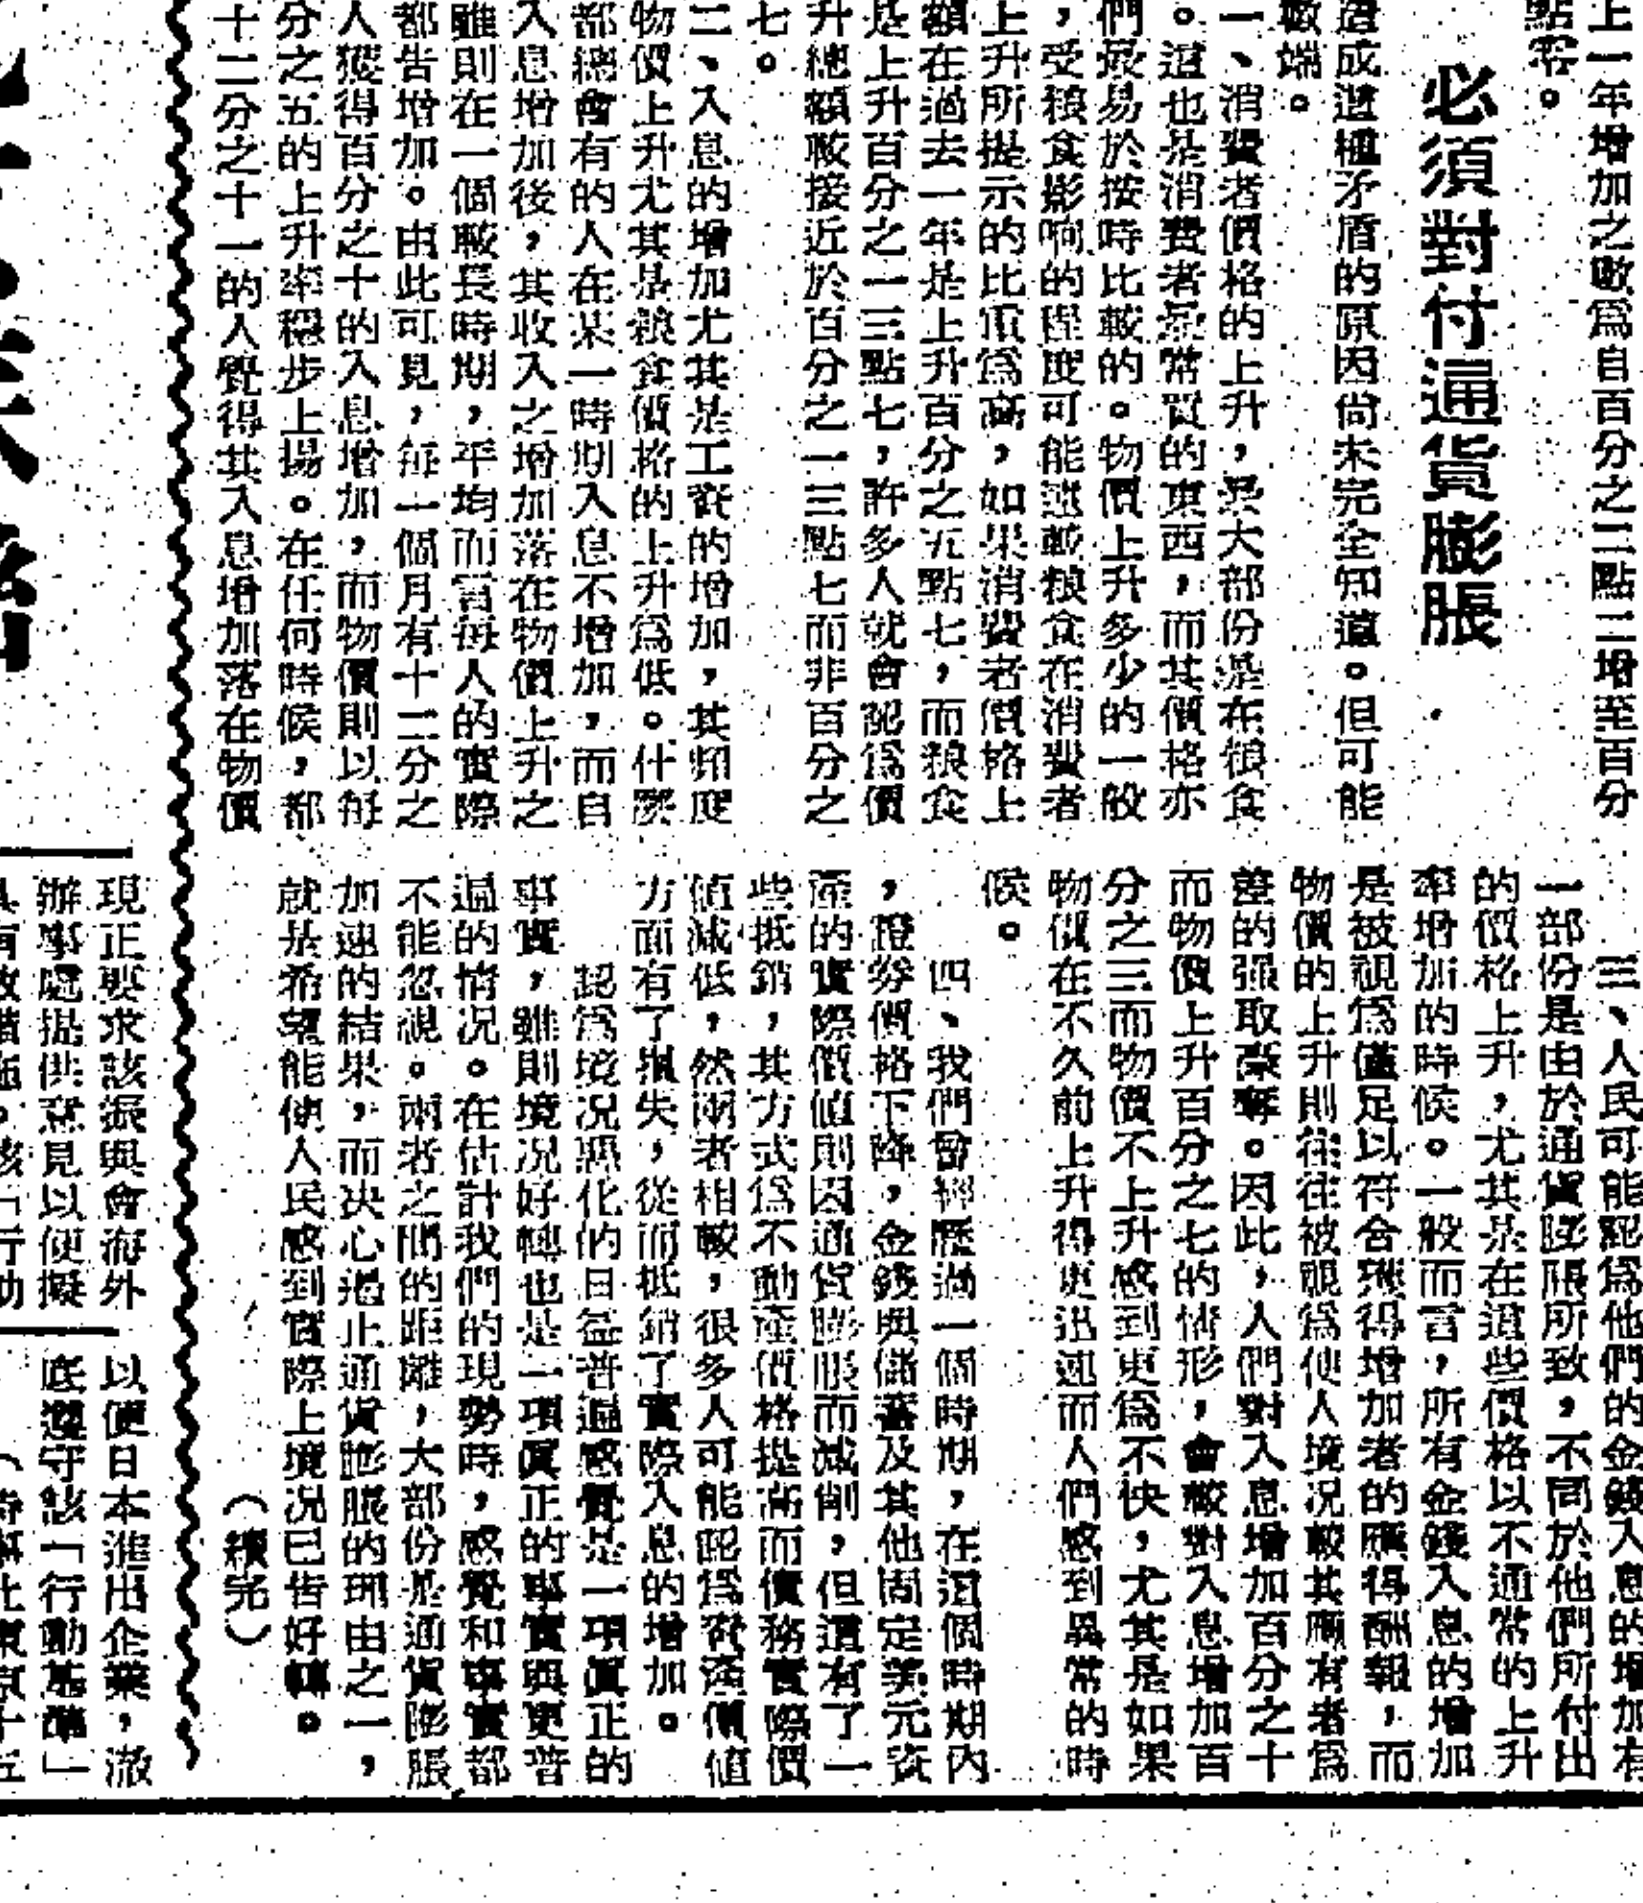 上一年增加之數爲自百分之二點二增至百分
點零。
必須對付通貨膨脹
造成這種矛盾的原因尚未完全知道。但可能
數端。
一、消費者價格的上升，是大部份是在粮食
。這也是消費者最常買的東西，而其價格亦
們最易於按時比較的。物價上升多少的一般
，受粮食影响的程度可能遠較粮食在消費者
上升所提示的比重爲高，如果消費者價格上
額在過去一年是上升百分之五點七，而粮食
是上升百分之一三點七，許多人就會認爲價
升總額較接近於百分之一三點七而非百分之
七。
二、入息的增加尤其是工資的增加，其頻度
物價上升尤其是粮食價格的上升爲低。什際
部總會有的人在某一時期入息不增加，而自
入息增加後，其收入之增加落在物價上升之
雖則在一個較長時期，平均而言每人的實際
都告增加。由此可見，每一個月有十二分之
人獲得百分之十的入息增加，而物價則以每
分之五的上升率穩步上揚。在任何時候，都
十二分之十一的人覺得其入息增加落在物價
三、人民可能認爲他們的金錢入息的增加有
一部份是由於通貨膨脹所致，不同於他們所付出
的價格上升，尤其是在這些價格以不通常的上升
率增加的時候。一般而言，所有金錢入息的增加
是被視爲僅足以符合獲得增加者的應得酬報，而
物價的上升則往往被視爲使人境况較其應有者爲
差的强取豪奪。因此，人們對入息增加百分之十
而物價上升百分之七的情形，會較對入息增加百
分之三而物價不上升感到更爲不快，尤其是如果
物價在不久前上升得更迅速而人們感到異常的時
候。
四、我們曾經歷過一個時期，在這個時期內
，證券價格下降，金錢與儲蓄及其他固定美元資
產的實際價值則因通貨膨脹而減削，但還有了一
些抵銷，其方式爲不動產價格提高而債務實際價
值減低，然兩者相較，很多人可能認爲資產價值
方面有了損失，從而抵銷了實際入息的增加。
認爲境况惡化的日益普遍感覺是一項眞正的
事實，雖則境况好轉也是一項眞正的事實與更普
遍的情况。在估計我們的現勢時，感覺和事實都
不能忽視。兩者之間的距離，大部份是通貨膨脹
加速的結果，而决心遏止通貨膨脹的理由之一，
就是希望能使人民感到實際上境况已皆好轉。
（續完）
現正要求該振興會海外
辦事處提供意見以便擬
以便日本進出企業，澈
底遵守該「行動基準」